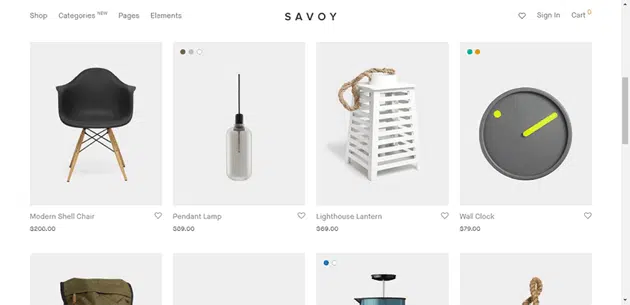 Shop Categories NEW Pages Elements SAVOY Sign In Cart 0
Modern Shell Chair
$200.00
Pendant Lamp
$89.00
Lighthouse Lantern
$69.00
Wall Clock
$79.00